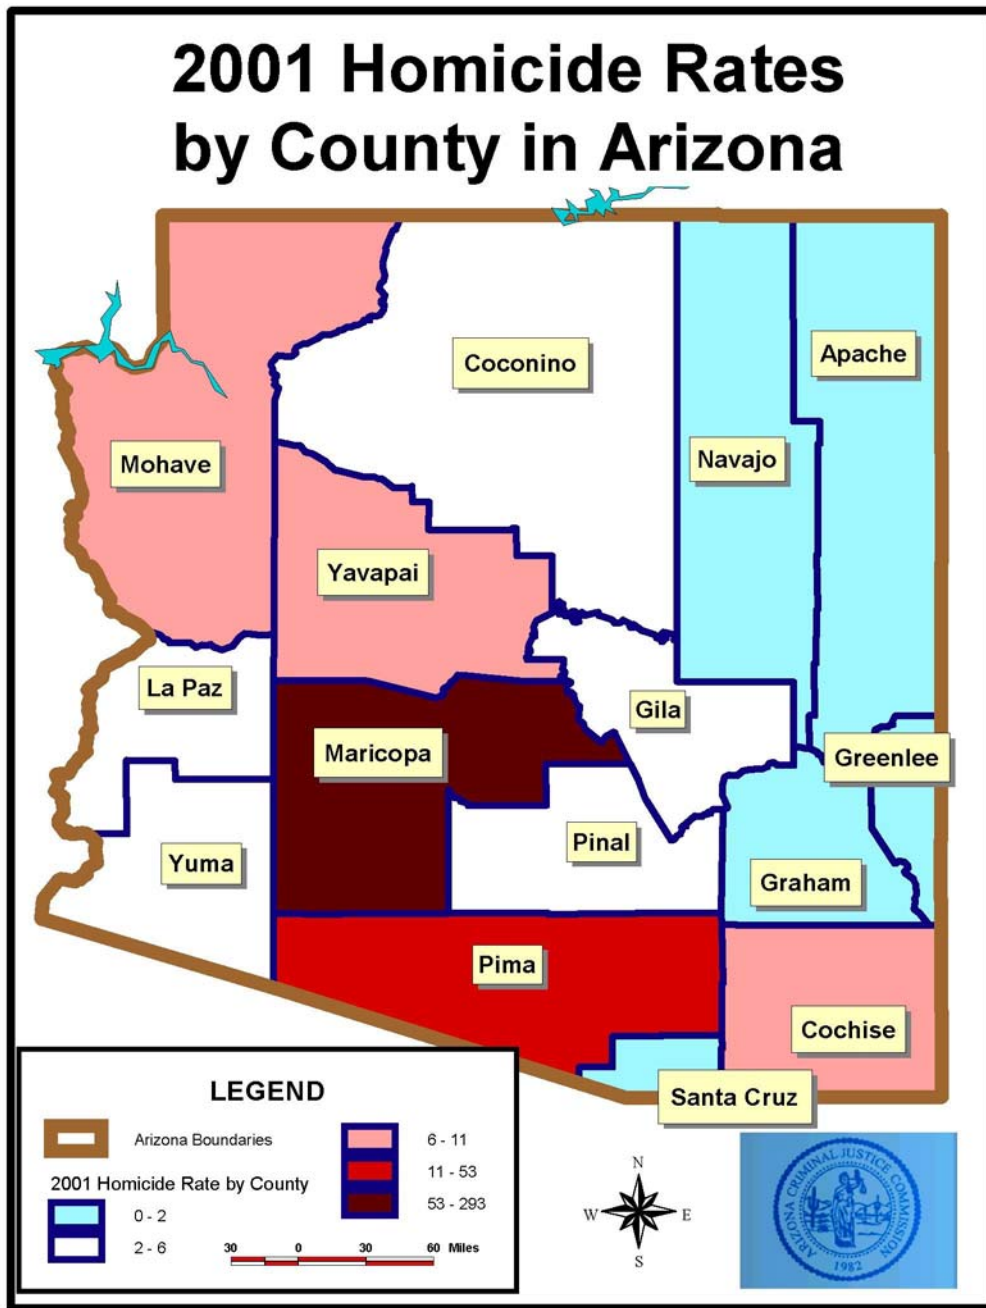 2001 Homicide Rates
by County in Arizona
Coconino
Apache
Navajo
Mohave
Yavapai
La Paz
Gila
Maricopa
Greenlee
Pinal
Yuma
Graham
Pima
Cochise
Santa Cruz
LEGEND
Arizona Boundaries
2001 Homicide Rate by County
0 - 2
2 - 6
6 - 11
11 - 53
53 - 293
30 0 30 60 Miles
N
W E
S
ARIZONA CRIMINAL JUSTICE COMMISSION
1982